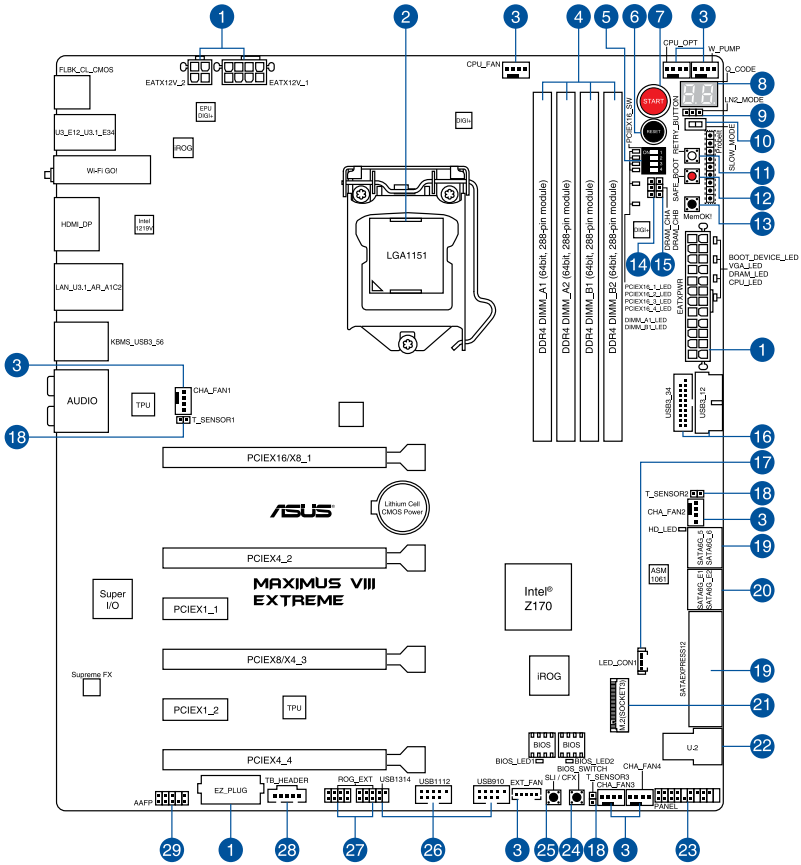 1 2 3 4 5 6 7 3
CPU_OPT
W_PUMP
Q_CODE
CPU_FAN
EATX12V_2 EATX12V_1
FLBK_CL_CMOS
8
START
LN2_MODE
EPU
DIGI+
DIGI+
PCIEX16_SW
RETRY_BUTTON
9
RESET
U3_E12_U3.1_E34
iROG
SLOW_MODE
ProbeIt
10
SAFE_BOOT
11
Wi-Fi GO!
12
MemOK!
13
HDMI_DP
Intel
1219V
DIGI+
DRAM_CHA
DRAM_CHB
14 15
LGA1151
DDR4 DIMM_A1 (64bit, 288-pin module)
DDR4 DIMM_A2 (64bit, 288-pin module)
DDR4 DIMM_B1 (64bit, 288-pin module)
DDR4 DIMM_B2 (64bit, 288-pin module)
BOOT_DEVICE_LED
VGA_LED
DRAM_LED
CPU_LED
LAN_U3.1_AR_A1C2
PCIEX16_1_LED
PCIEX16_2_LED
PCIEX16_3_LED
PCIEX16_4_LED
DIMM_A1_LED
DIMM_B1_LED
EATXPWR
KBMS_USB3_56
1
3
CHA_FAN1
AUDIO
TPU
USB3_34
USB3_12
18
T_SENSOR1
16
PCIEX16/X8_1
17
T_SENSOR2
18
ASUS
Lithium Cell
CMOS Power
CHA_FAN2
3
HD_LED
SATA6G_5
SATA6G_6
19
PCIEX4_2
ASM
1061
MAXIMUS VIII
EXTREME
Super
I/O
PCIEX1_1
Intel®
Z170
SATA6G_E1
SATA6G_E2
20
PCIEX8/X4_3
LED_CON1
SATAEXPRESS12
19
Supreme FX
iROG
PCIEX1_2
TPU
M.2(SOCKET3)
21
BIOS BIOS
U.2
22
PCIEX4_4
BIOS_LED1
BIOS_LED2
BIOS_SWITCH
CHA_FAN4
TB_HEADER
ROG_EXT
USB1314
USB1112
USB910
EXT_FAN
SLI / CFX
T_SENSOR3
CHA_FAN3
EZ_PLUG
AAFP
PANEL
29 1 28 27 26 3 25 24 18 3 23